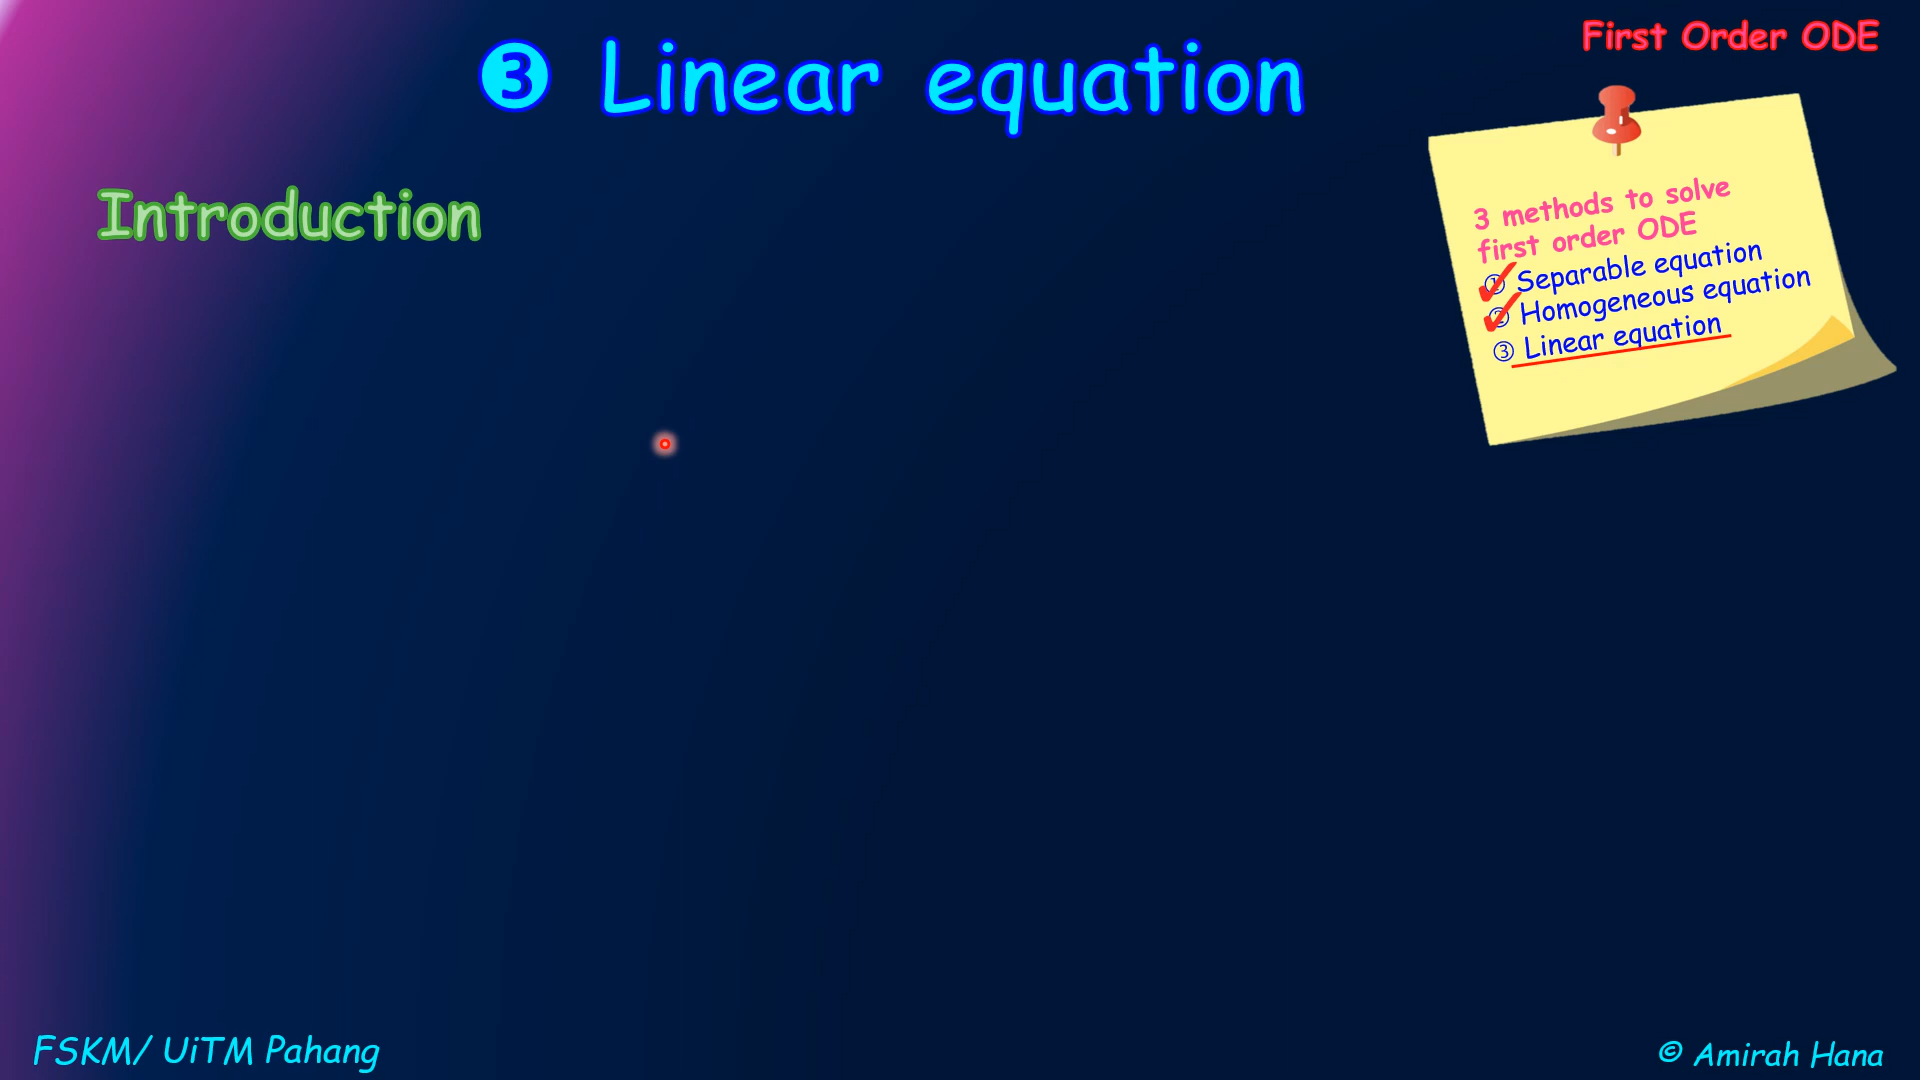 First Order ODE
❸ Linear equation
Introduction
3 methods to solve
first order ODE
① Separable equation
② Homogeneous equation
③ Linear equation
FSKM/ UiTM Pahang
© Amirah Hana